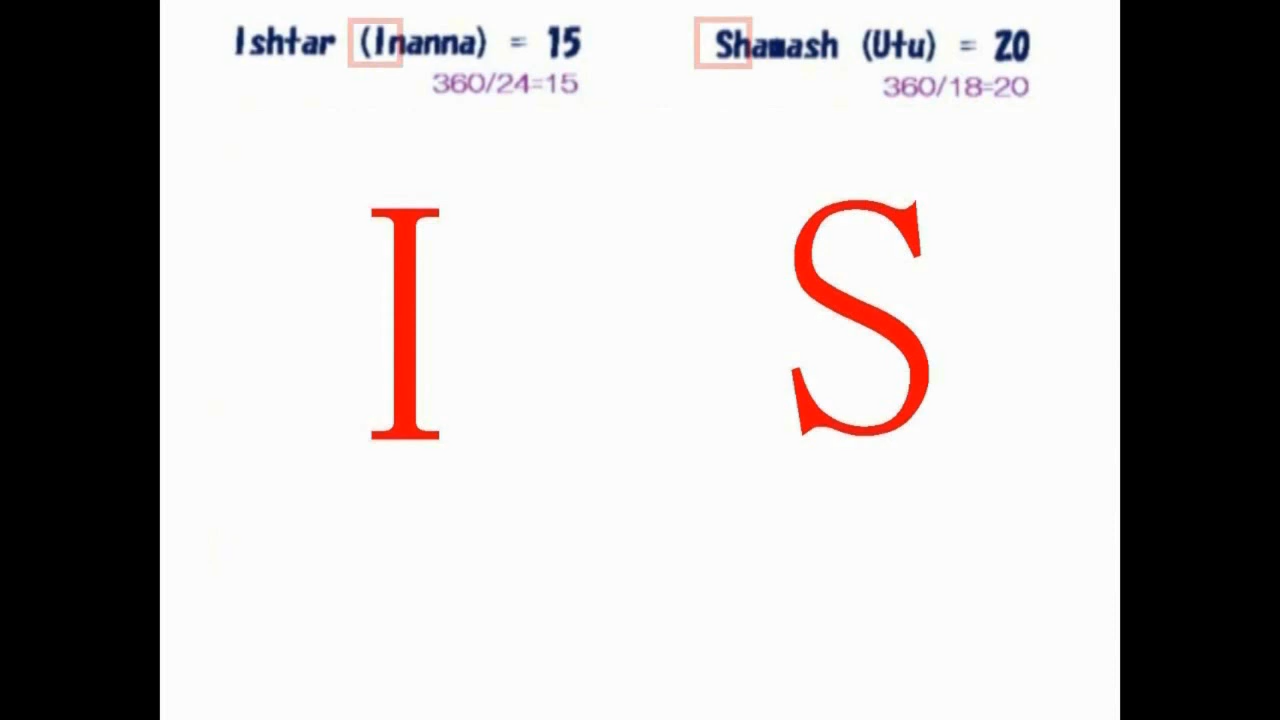 Ishtar (Inanna) = 15
360/24=15
Shamash (Utu) = 20
360/18=20
I S